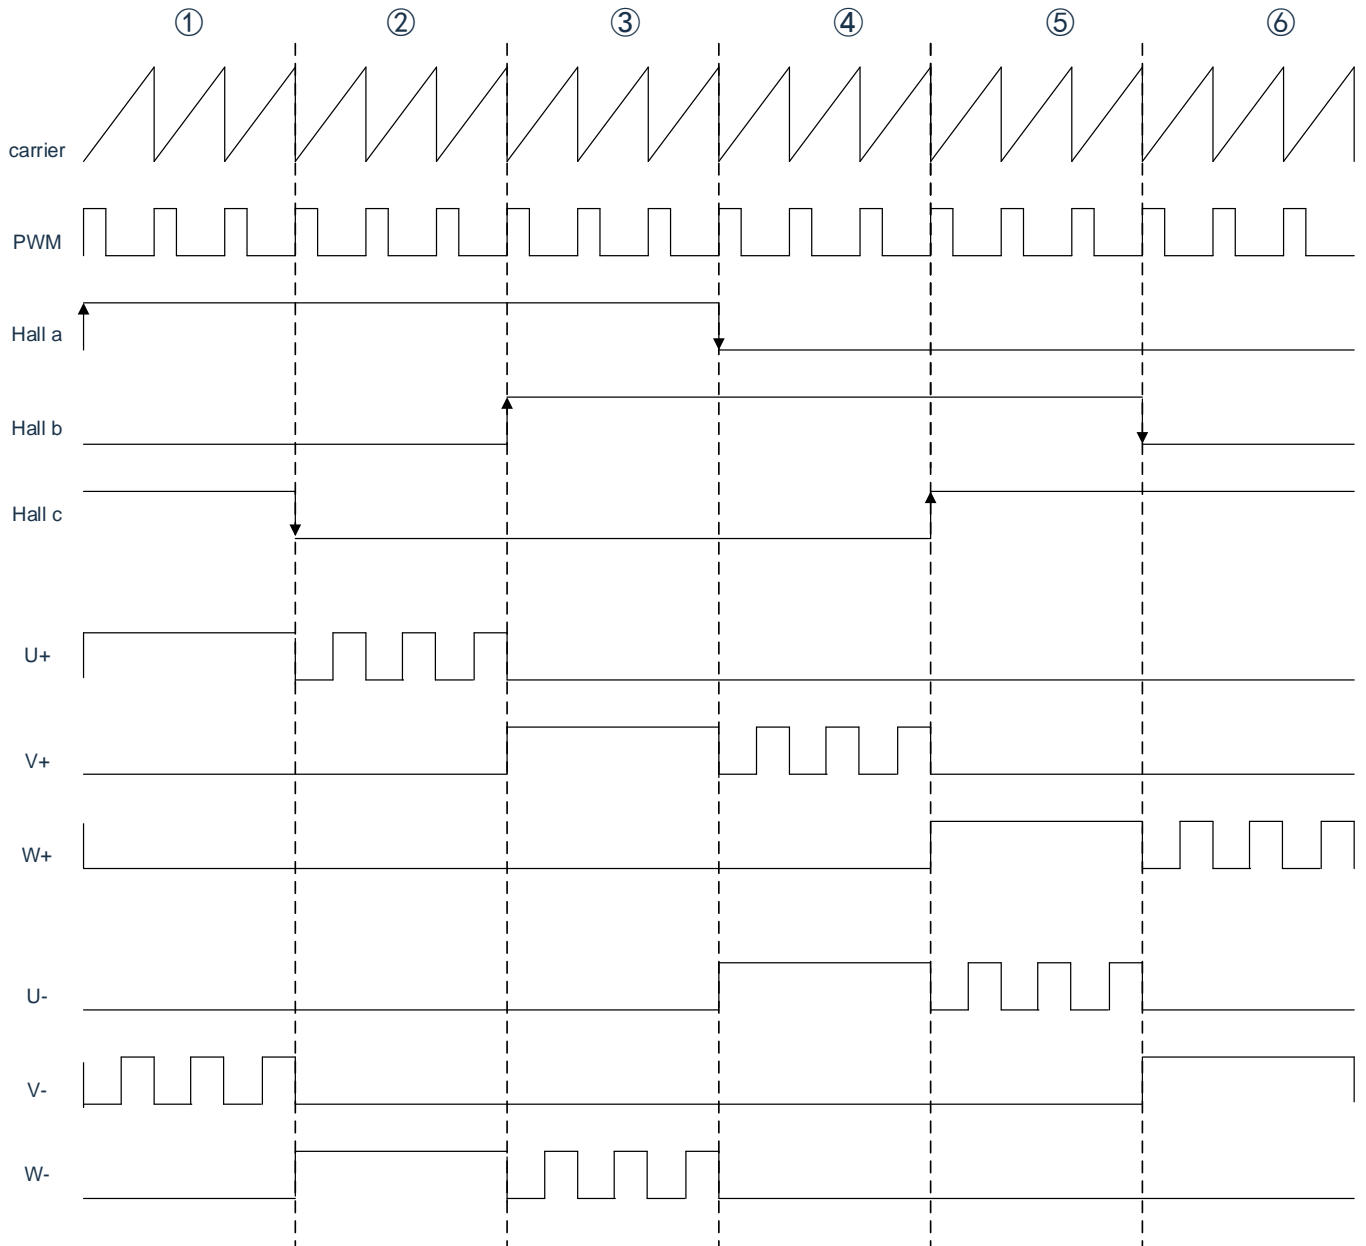 ① ② ③ ④ ⑤ ⑥
carrier
PWM
Hall a
Hall b
Hall c
U+
V+
W+
U-
V-
W-